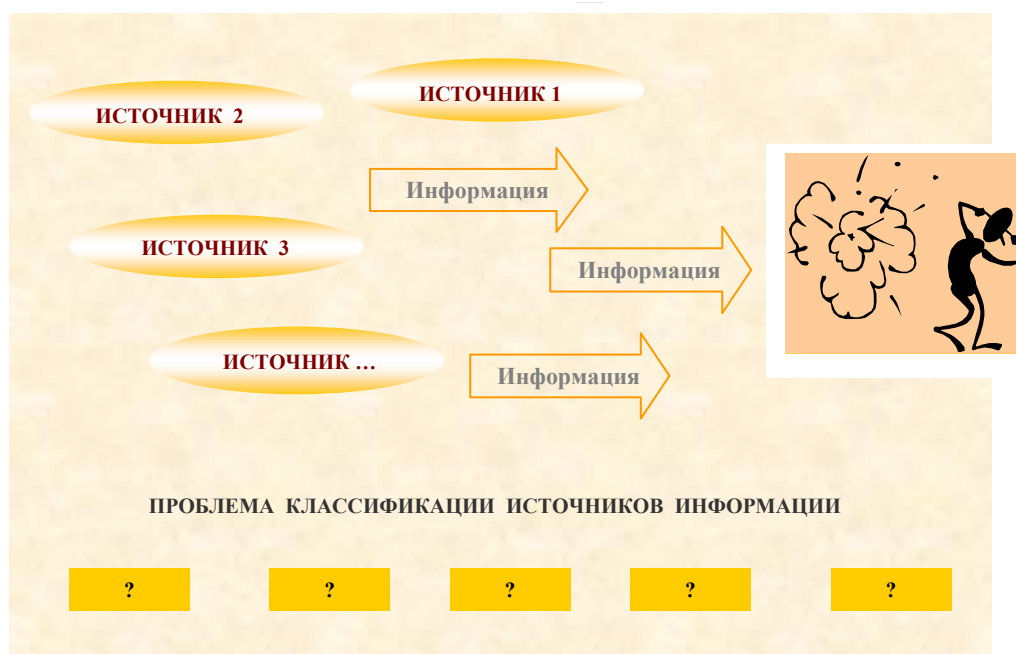 ИСТОЧНИК 1
ИСТОЧНИК 2
Информация
ИСТОЧНИК 3
Информация
ИСТОЧНИК ...
Информация
ПРОБЛЕМА КЛАССИФИКАЦИИ ИСТОЧНИКОВ ИНФОРМАЦИИ
? ? ? ? ?